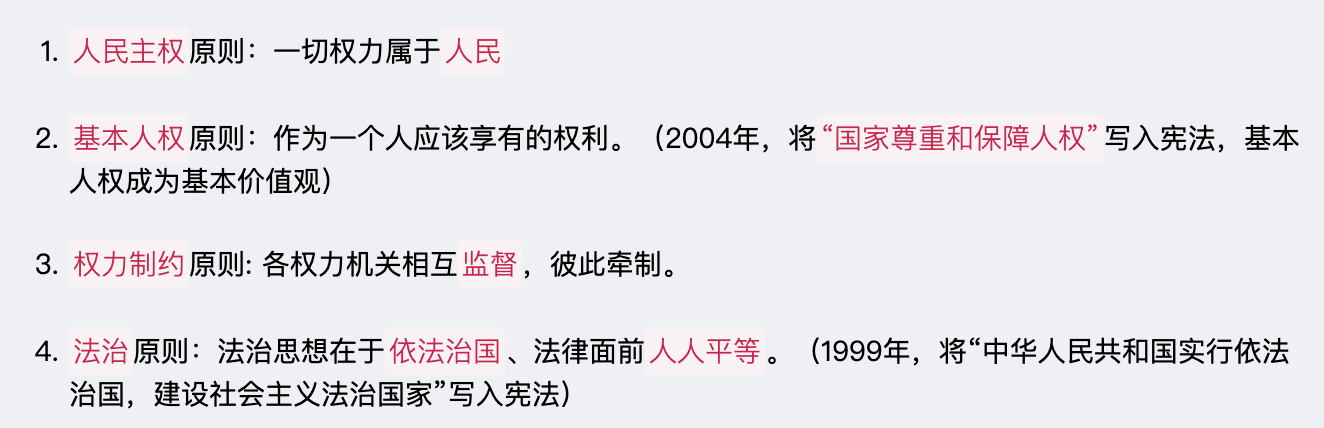 1. 人民主权原则：一切权力属于人民
2. 基本人权原则：作为一个人应该享有的权利。（2004年，将“国家尊重和保障人权”写入宪法，基本
人权成为基本价值观）
3. 权力制约原则: 各权力机关相互监督，彼此牵制。
4. 法治原则：法治思想在于依法治国、法律面前人人平等。（1999年，将“中华人民共和国实行依法
治国，建设社会主义法治国家”写入宪法）